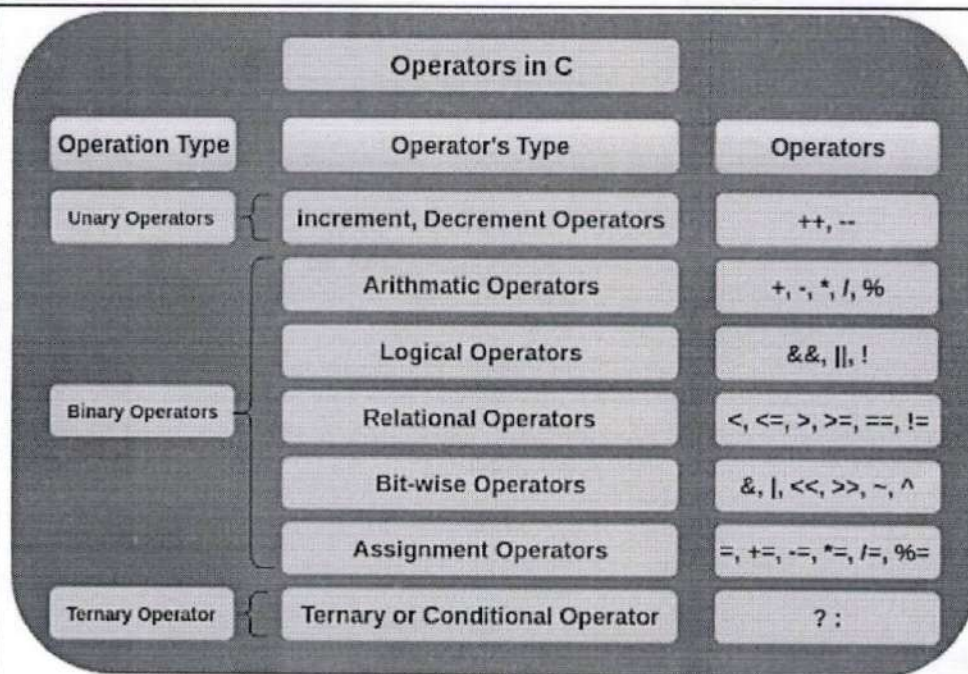 Operators in C
Operation Type Operator's Type Operators
Unary Operators increment, Decrement Operators ++, --
Arithmatic Operators +, -, *, /, %
Logical Operators &&, ||, !
Binary Operators Relational Operators <, <=, >, >=, ==, !=
Bit-wise Operators &, |, <<, >>, ~, ^
Assignment Operators =, +=, -=, *=, /=, %=
Ternary Operator Ternary or Conditional Operator ? :